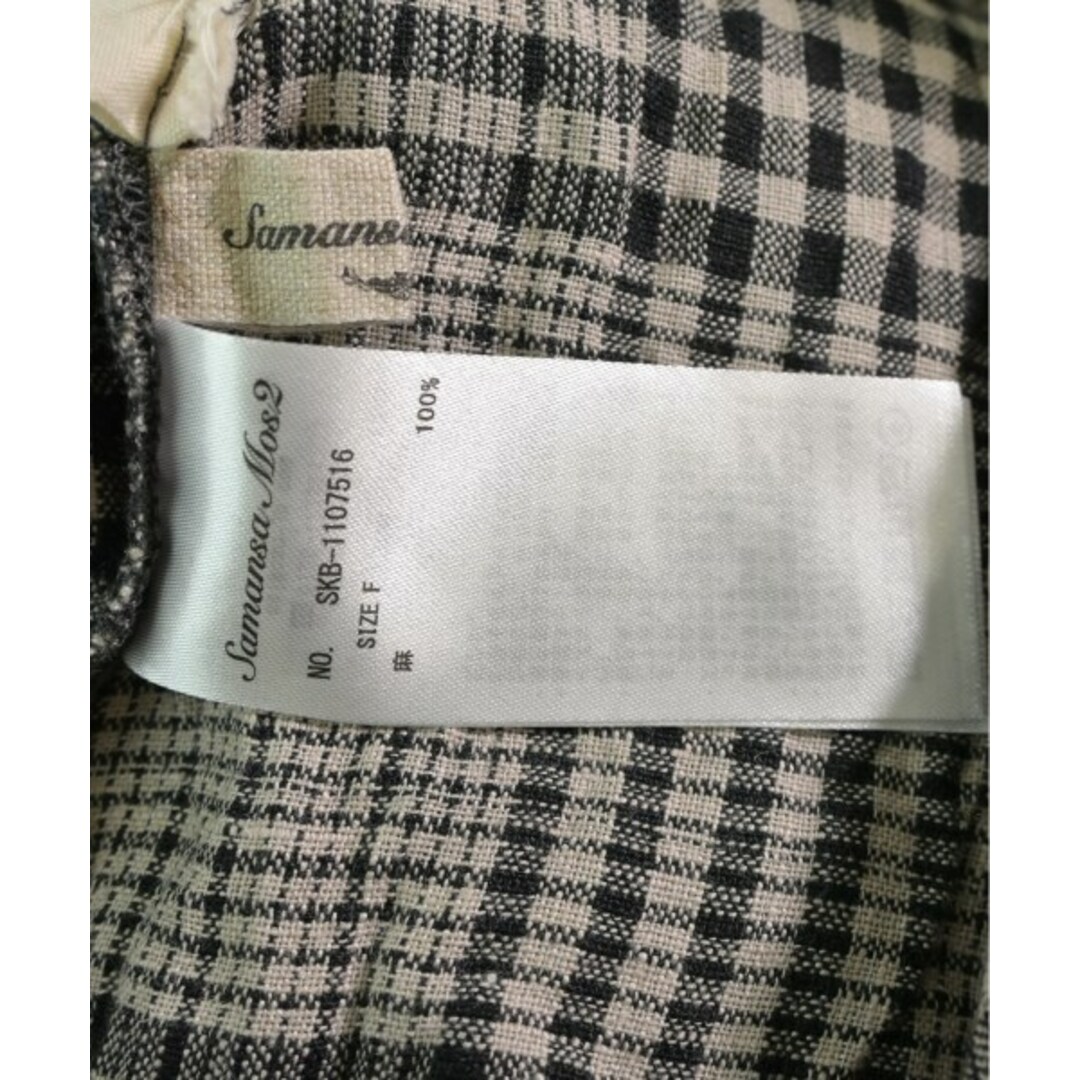 Samansa
Samansa Mos2
NO. SKB-1107516
SIZE F
麻 100%